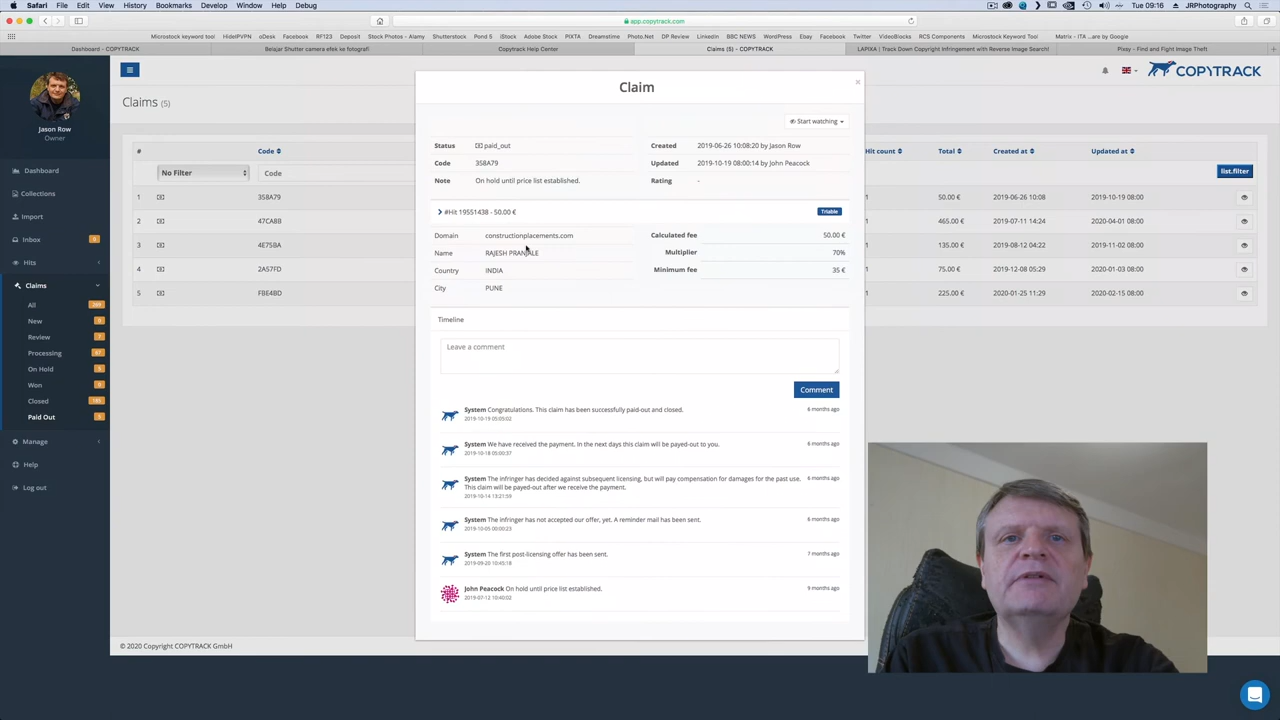 Safari File Edit View History Bookmarks Develop Window Help Debug
Tue 09:16 JRPhotography
app.copytrack.com
Microstock keyword tool HidelPVPN oDesk Facebook RF123 Deposit Stock Photos - Alamy Shutterstock Pond 5 iStock Adobe Stock PIXTA Dreamstime Photo.Net DP Review Linkedin BBC NEWS WordPress Ebay Facebook Twitter VideoBlocks RCS Components Microstock Keyword Tool Matrix - ITA ...are by Google
Dashboard - COPYTRACK
Belajar Shutter camera efek ke fotografi
Copytrack Help Center
Claims (5) - COPYTRACK
LAPIXA | Track Down Copyright Infringement with Reverse Image Search!
Pixsy - Find and Fight Image Theft
Jason Row
Owner
Dashboard
Collections
Import
Inbox 0
Hits
Claims
All
New
Review
Processing
On Hold
Won
Closed
Paid Out
Manage
Help
Log out
COPYTRACK
Claims (5)
# Code Hit count Total Created at Updated at
No Filter Code list.filter
1 358A79 1 50.00 € 2019-06-26 10:08 2019-10-19 08:00
2 47CA8B 1 465.00 € 2019-07-11 14:24 2020-04-01 08:00
3 4E75BA 1 135.00 € 2019-08-12 04:22 2019-11-02 08:00
4 2A57FD 1 75.00 € 2019-12-08 05:29 2020-01-03 08:00
5 FBE4BD 1 225.00 € 2020-01-25 11:29 2020-02-15 08:00
Claim
×
Start watching
Status paid_out
Code 358A79
Note On hold until price list established.
Created 2019-06-26 10:08:20 by Jason Row
Updated 2019-10-19 08:00:14 by John Peacock
Rating -
#Hit 19551438 - 50.00 €
Triable
Domain constructionplacements.com
Name RAJESH PRANJALE
Country INDIA
City PUNE
Calculated fee 50.00 €
Multiplier 70%
Minimum fee 35 €
Timeline
Leave a comment
Comment
System Congratulations. This claim has been successfully paid-out and closed. 6 months ago
2019-10-19 05:05:02
System We have received the payment. In the next days this claim will be payed-out to you. 6 months ago
2019-10-18 05:00:37
System The infringer has decided against subsequent licensing, but will pay compensation for damages for the past use. 6 months ago
This claim will be payed-out after we receive the payment.
2019-10-14 13:21:59
System The infringer has not accepted our offer, yet. A reminder mail has been sent. 6 months ago
2019-10-05 00:00:23
System The first post-licensing offer has been sent. 7 months ago
2019-09-20 10:45:18
John Peacock On hold until price list established. 9 months ago
2019-07-12 10:40:02
© 2020 Copyright COPYTRACK GmbH